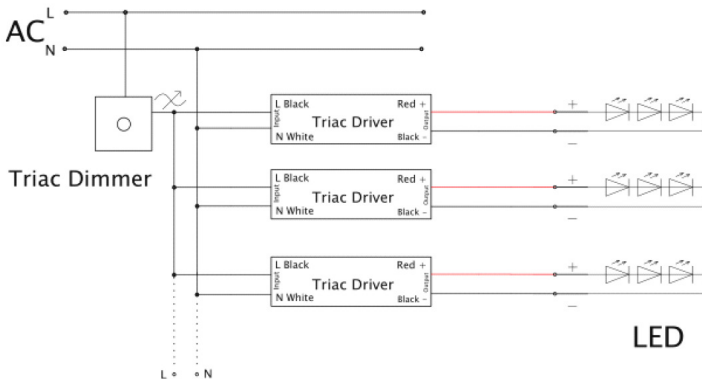 L
AC
N
L Black
Red +
Input
Triac Driver
Output
N White
Black -
Triac Dimmer
L Black
Red +
Input
Triac Driver
Output
N White
Black -
L Black
Red +
Input
Triac Driver
Output
N White
Black -
+
−
+
−
+
−
LED
L
N